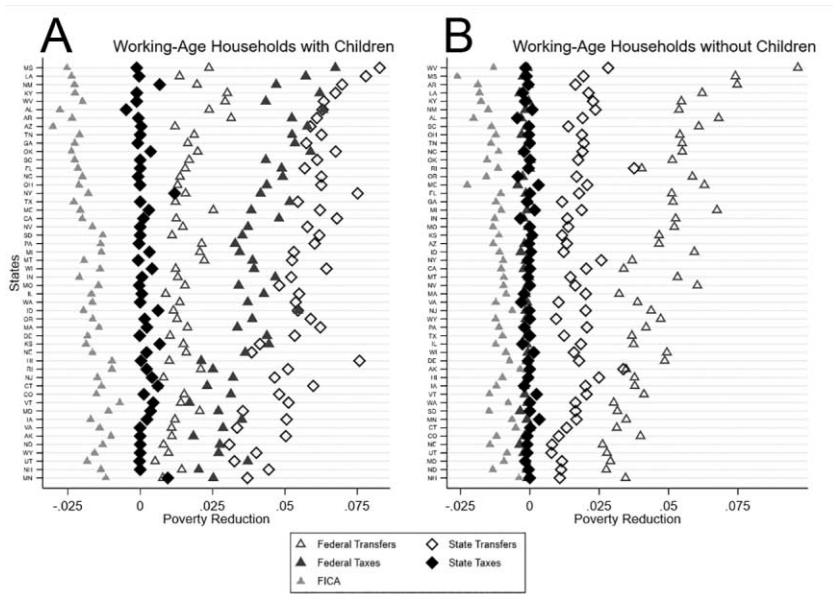 A
Working-Age Households with Children
States
MS
LA
NM
KY
WV
AL
AR
AZ
TN
GA
OK
SC
FL
NC
OH
NY
TX
ME
CA
NV
SD
PA
MI
MT
WI
IN
MO
IL
WA
ID
OR
MA
DE
KS
NE
HI
RI
NJ
CT
CO
VT
MD
IA
VA
AK
ND
WY
UT
NH
MN
-.025 0 .025 .05 .075
Poverty Reduction
B
Working-Age Households without Children
WV
MS
AR
LA
KY
NM
AL
SC
OH
TN
NC
OK
RI
OR
ME
FL
GA
MI
IN
MO
KS
AZ
ID
NY
CA
MT
NV
MA
VA
NJ
WY
PA
TX
IL
WI
DE
AK
HI
IA
VT
WA
SD
MN
CT
CO
NE
UT
MD
ND
NH
-.025 0 .025 .05 .075
Poverty Reduction
Federal Transfers State Transfers
Federal Taxes State Taxes
FICA